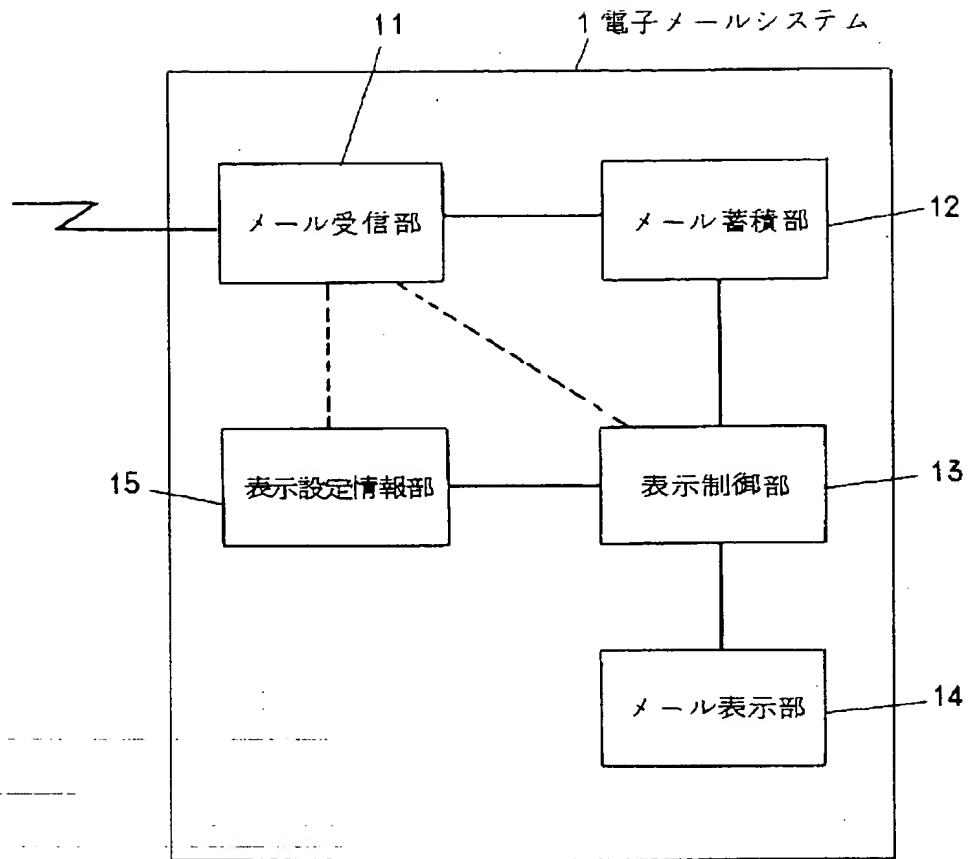 11
1 電子メールシステム
メール受信部
メール蓄積部
12
15
表示設定情報部
表示制御部
13
メール表示部
14